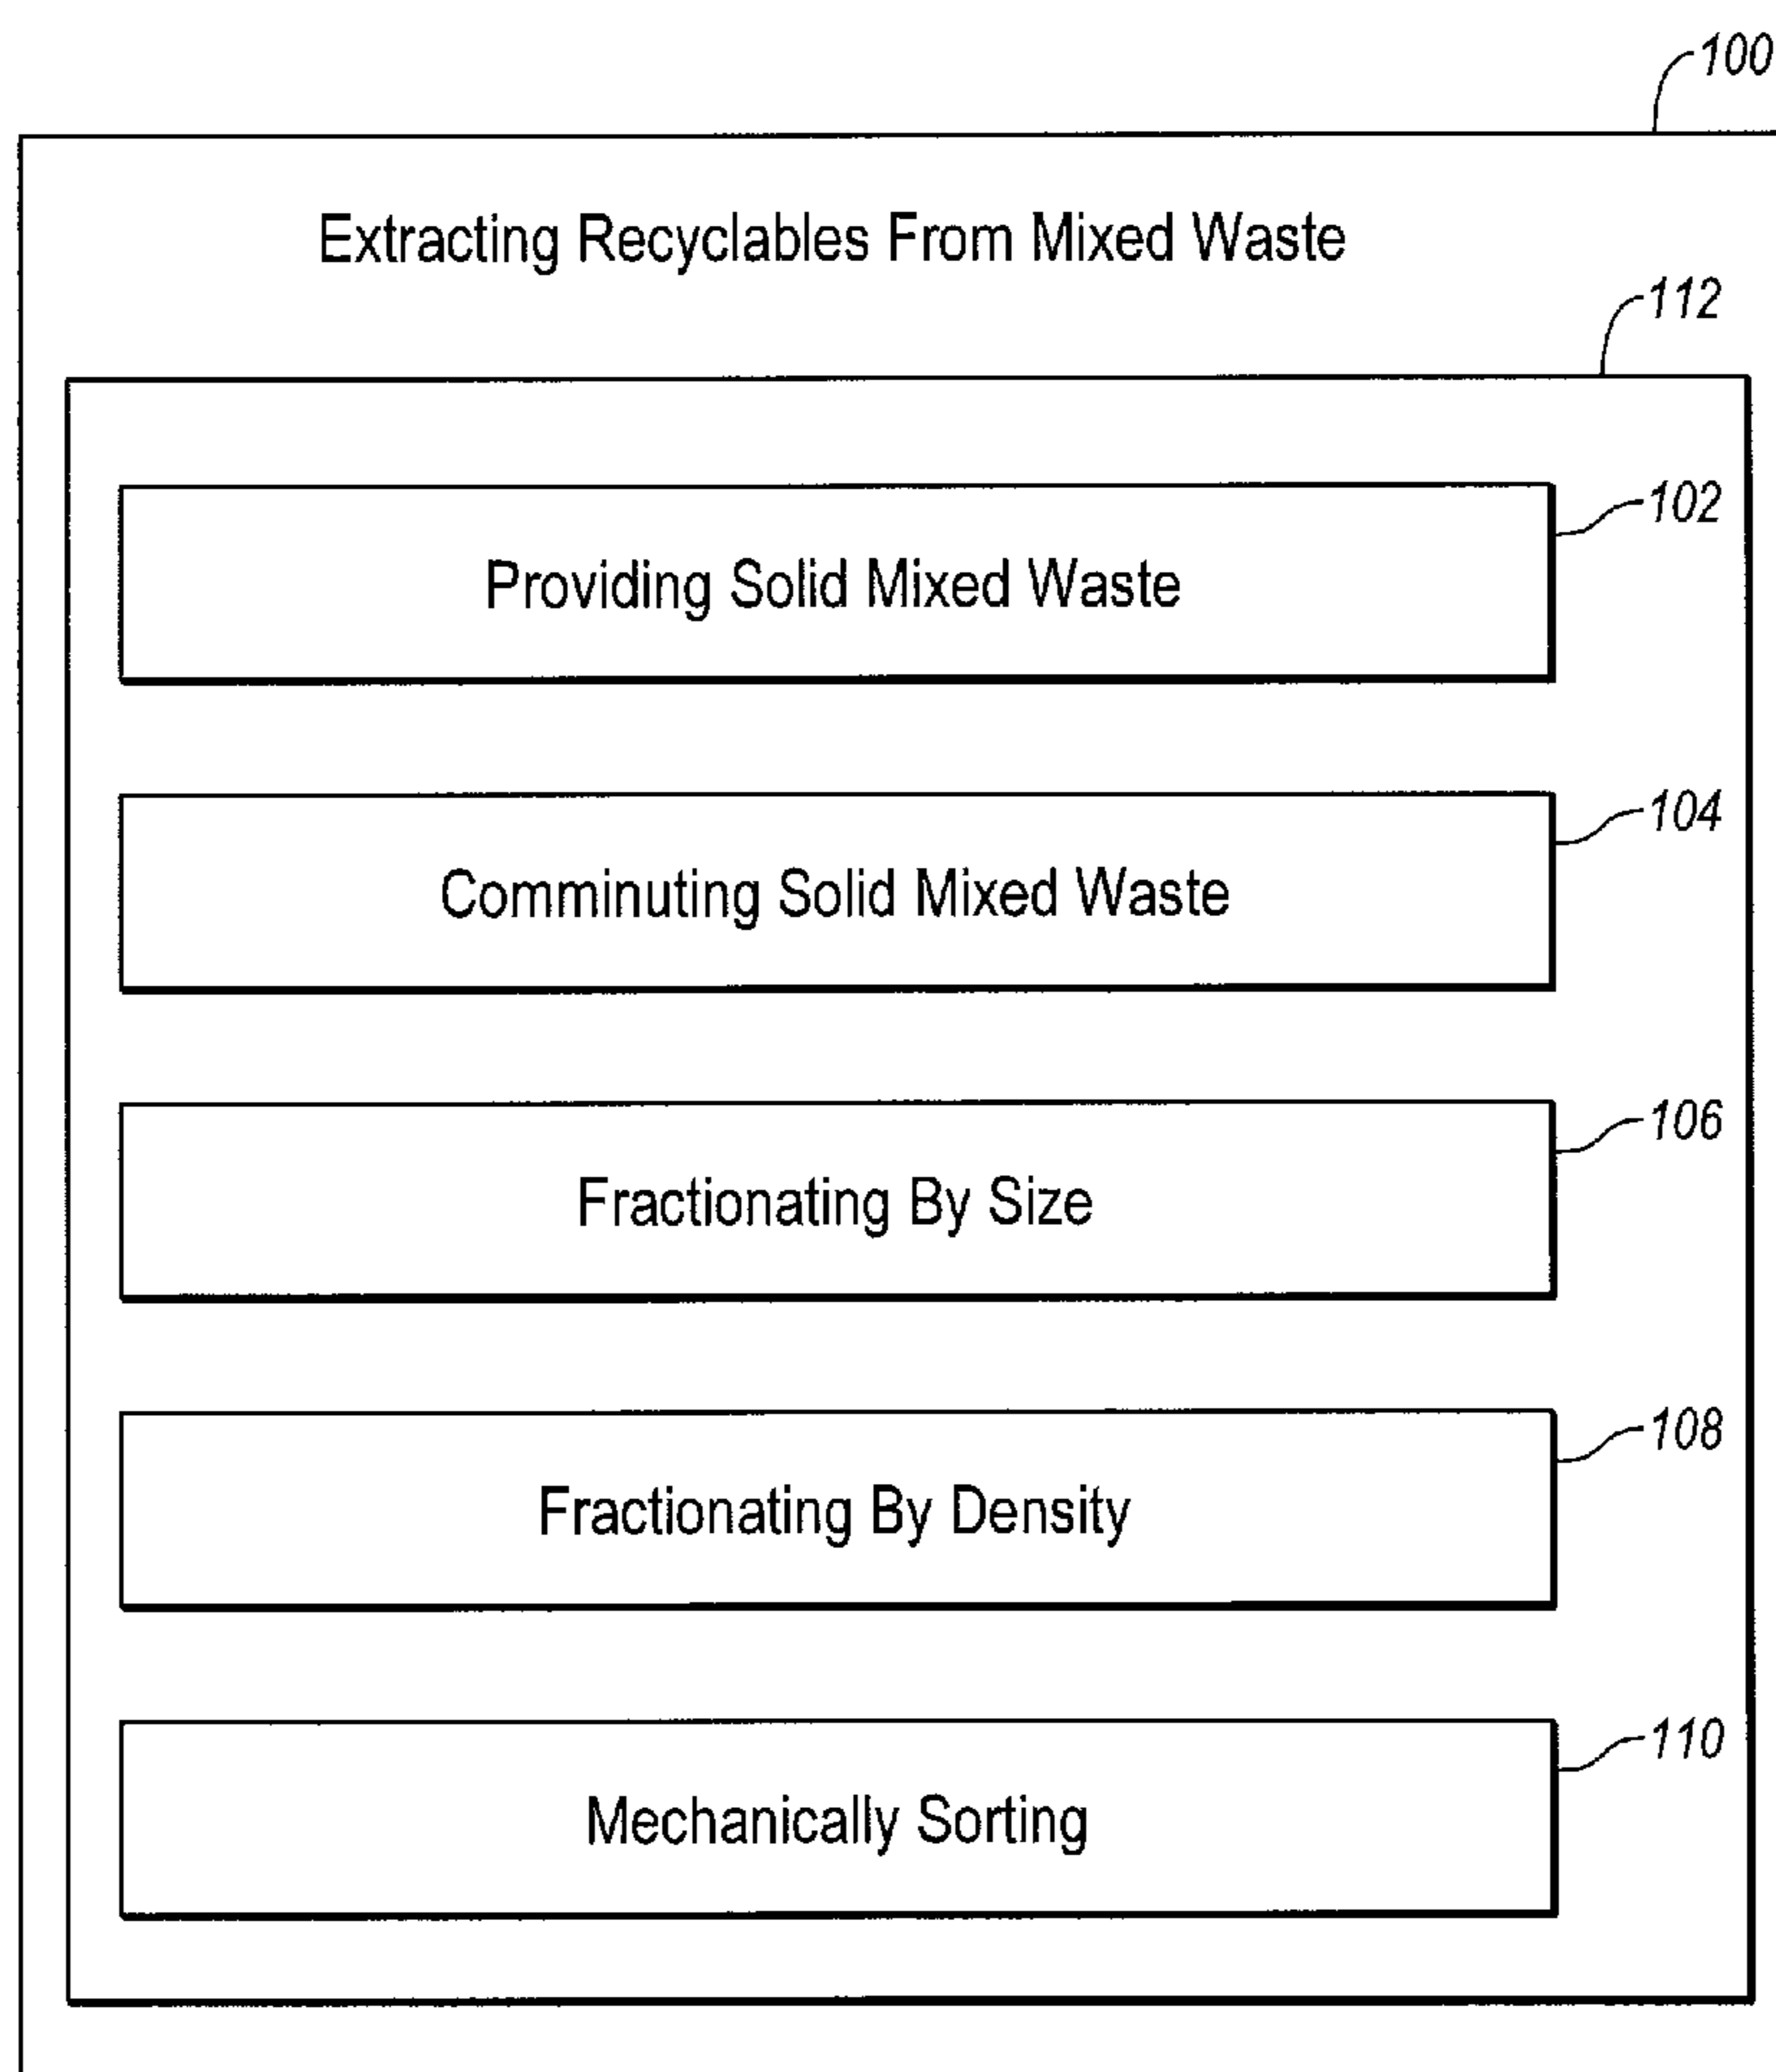 100
Extracting Recyclables From Mixed Waste
112
102
Providing Solid Mixed Waste
104
Comminuting Solid Mixed Waste
106
Fractionating By Size
108
Fractionating By Density
110
Mechanically Sorting